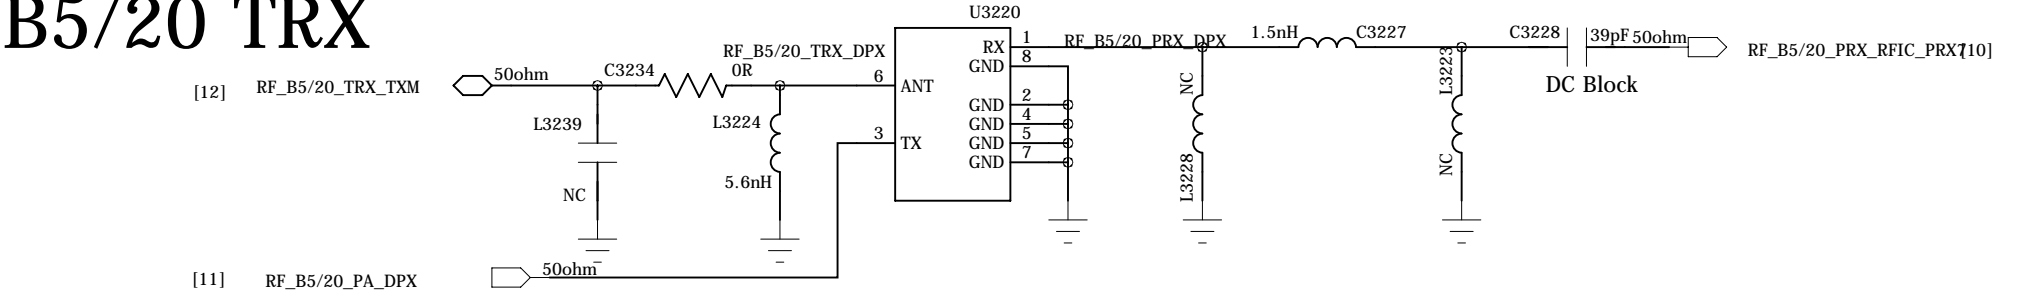 B5/20 TRX
U3220
RX
1
GND
8
ANT
6
GND
2
GND
4
TX
3
GND
5
GND
7
[12]
RF_B5/20_TRX_TXM
50ohm
C3234
0R
RF_B5/20_TRX_DPX
L3239
NC
L3224
5.6nH
[11]
RF_B5/20_PA_DPX
50ohm
RF_B5/20_PRX_DPX
NC
L3228
1.5nH
C3227
L3223
NC
C3228
39pF
50ohm
DC Block
RF_B5/20_PRX_RFIC_PRX7
[10]